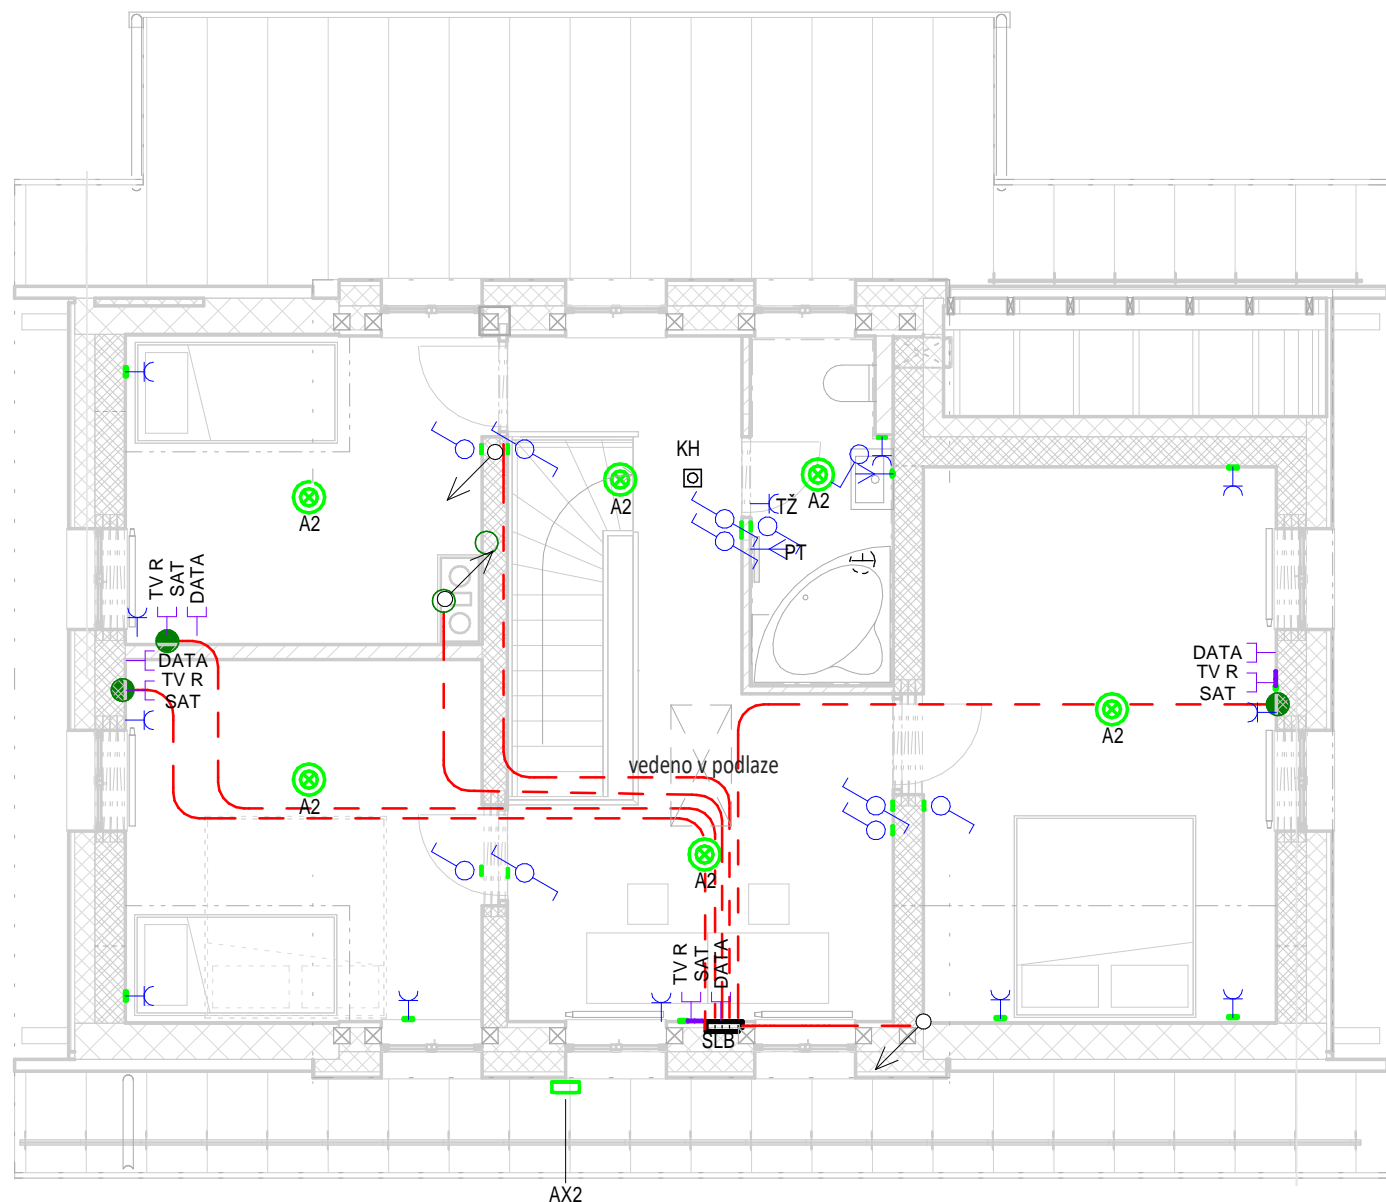 KH
A2
A2
A2
TŽ
PT
TV R
SAT
DATA
DATA
TV R
SAT
DATA
TV R
SAT
A2
vedeno v podlaze
A2
A2
TV R
SAT
DATA
SLB
AX2